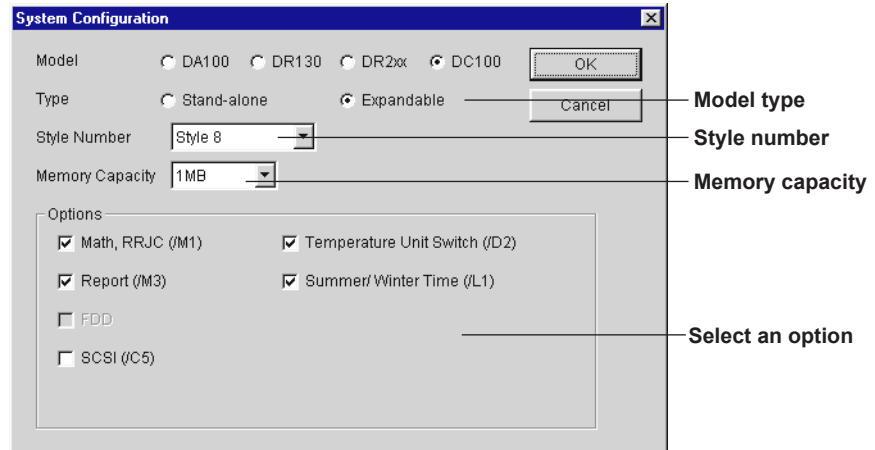 System Configuration
Model DA100 DR130 DR2xx DC100 OK
Type Stand-alone Expandable Cancel Model type
Style Number Style 8 Style number
Memory Capacity 1MB Memory capacity
Options
Math, RRJC (/M1) Temperature Unit Switch (/D2)
Report (/M3) Summer/ Winter Time (/L1)
FDD
Select an option
SCSI (/C5)